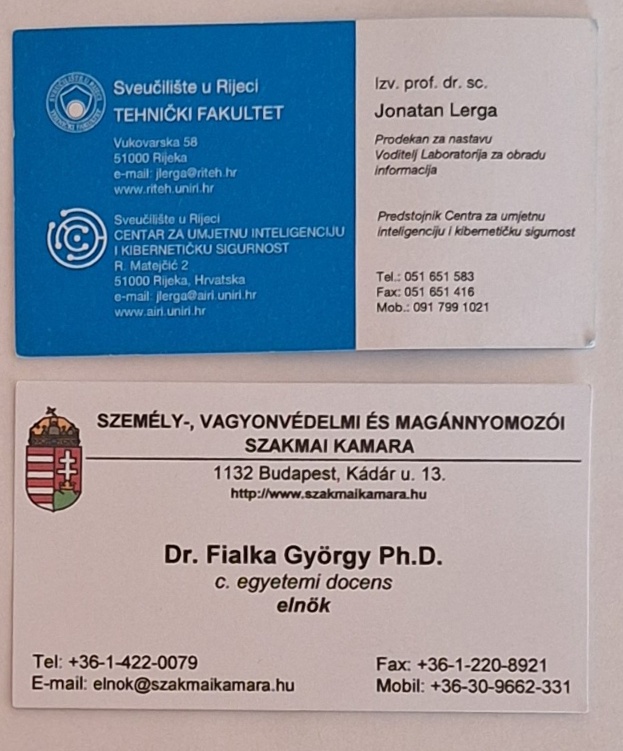 Sveučilište u Rijeci
TEHNIČKI FAKULTET
Vukovarska 58
51000 Rijeka
e-mail: jlerga@riteh.hr
www.riteh.uniri.hr
Sveučilište u Rijeci
CENTAR ZA UMJETNU INTELIGENCIJU
I KIBERNETIČKU SIGURNOST
R. Matejčić 2
51000 Rijeka, Hrvatska
e-mail: jlerga@airi.uniri.hr
www.airi.uniri.hr
Izv. prof. dr. sc.
Jonatan Lerga
Prodekan za nastavu
Voditelj Laboratorija za obradu
informacija
Predstojnik Centra za umjetnu
inteligenciju i kibernetičku sigurnost
Tel.: 051 651 583
Fax: 051 651 416
Mob.: 091 799 1021
SZEMÉLY-, VAGYONVÉDELMI ÉS MAGÁNNYOMOZÓI
SZAKMAI KAMARA
1132 Budapest, Kádár u. 13.
http://www.szakmaikamara.hu
Dr. Fialka György Ph.D.
c. egyetemi docens
elnök
Tel: +36-1-422-0079
E-mail: elnok@szakmaikamara.hu
Fax: +36-1-220-8921
Mobil: +36-30-9662-331